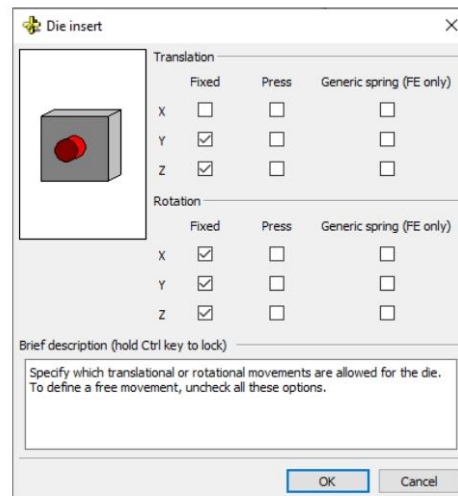 Die insert
Translation
Fixed Press Generic spring (FE only)
X
Y
Z
Rotation
Fixed Press Generic spring (FE only)
X
Y
Z
Brief description (hold Ctrl key to lock)
Specify which translational or rotational movements are allowed for the die.
To define a free movement, uncheck all these options.
OK Cancel